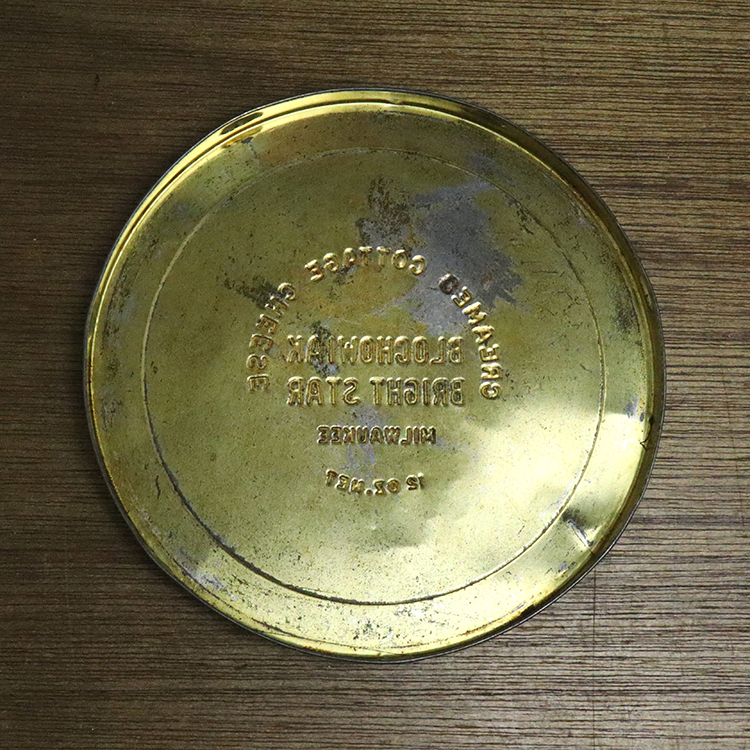 CREAMED COTTAGE CHEESE
BLOCHOWIAK
BRIGHT STAR
MILWAUKEE
12 OZ. NET